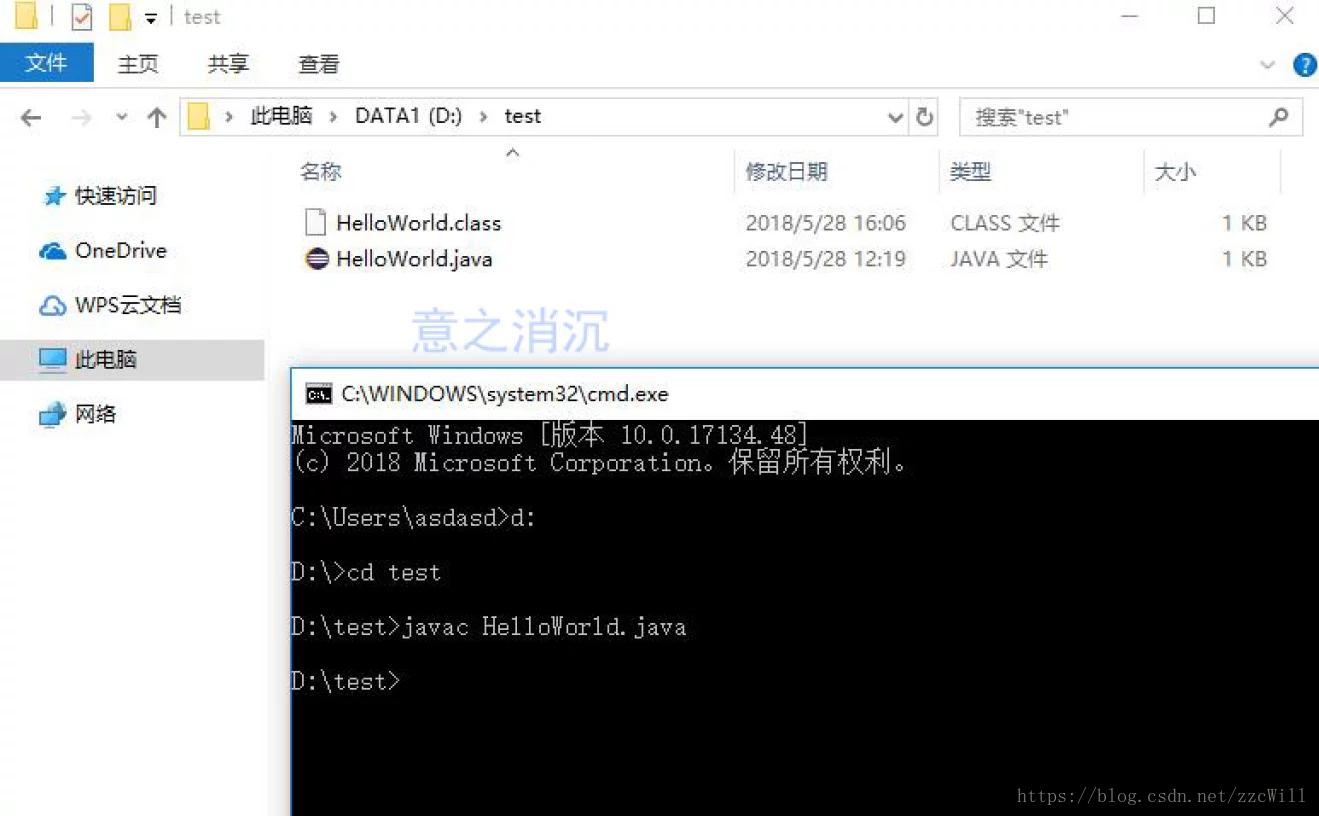 test
文件 主页 共享 查看
此电脑 DATA1 (D:) test 搜索"test"
名称 修改日期 类型 大小
快速访问
HelloWorld.class 2018/5/28 16:06 CLASS 文件 1 KB
OneDrive
HelloWorld.java 2018/5/28 12:19 JAVA 文件 1 KB
WPS云文档
意之消沉
此电脑
C:\WINDOWS\system32\cmd.exe
网络
Microsoft Windows [版本 10.0.17134.48]
(c) 2018 Microsoft Corporation。保留所有权利。
C:\Users\asdasd>d:
D:\>cd test
D:\test>javac HelloWorld.java
D:\test>
https://blog.csdn.net/zzcWill